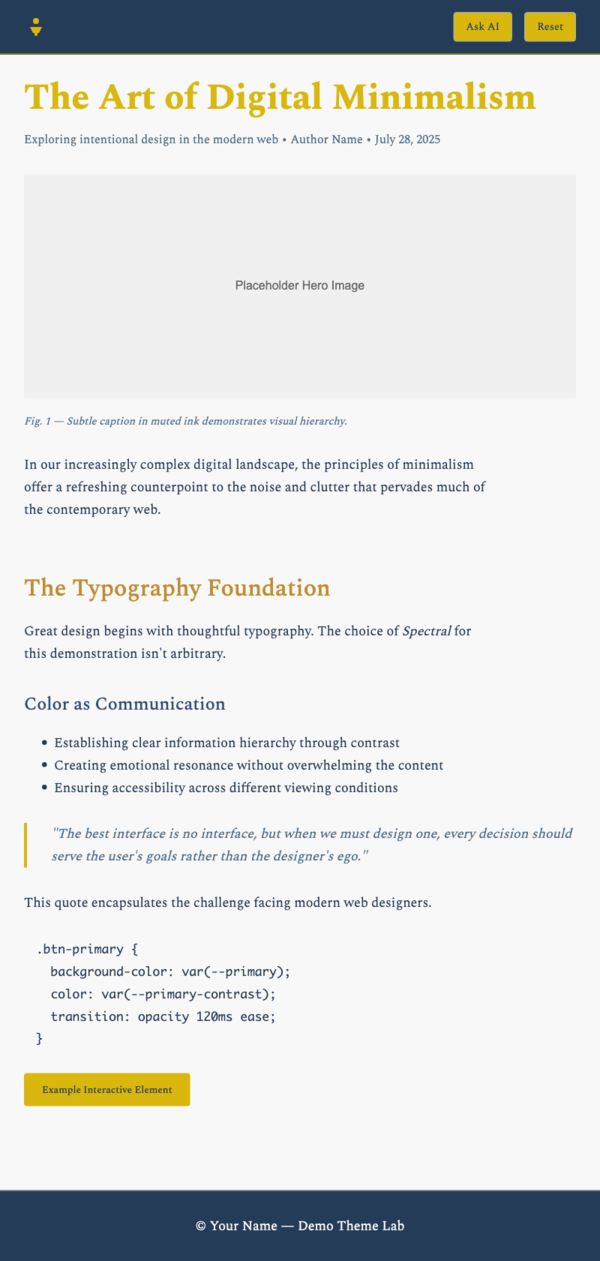 Ask AI
Reset
The Art of Digital Minimalism
Exploring intentional design in the modern web • Author Name • July 28, 2025
Placeholder Hero Image
Fig. 1 — Subtle caption in muted ink demonstrates visual hierarchy.
In our increasingly complex digital landscape, the principles of minimalism
offer a refreshing counterpoint to the noise and clutter that pervades much of
the contemporary web.
The Typography Foundation
Great design begins with thoughtful typography. The choice of Spectral for
this demonstration isn't arbitrary.
Color as Communication
• Establishing clear information hierarchy through contrast
• Creating emotional resonance without overwhelming the content
• Ensuring accessibility across different viewing conditions
"The best interface is no interface, but when we must design one, every decision should
serve the user's goals rather than the designer's ego."
This quote encapsulates the challenge facing modern web designers.
.btn-primary {
  background-color: var(--primary);
  color: var(--primary-contrast);
  transition: opacity 120ms ease;
}
Example Interactive Element
© Your Name — Demo Theme Lab